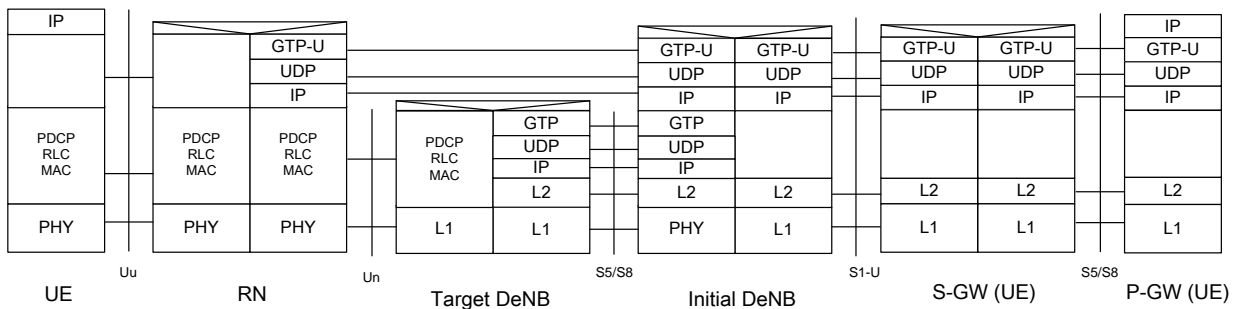 IP
GTP-U
UDP
IP
PDCP
RLC
MAC
PHY
PDCP
RLC
MAC
PDCP
RLC
MAC
PHY
PHY
PDCP
RLC
MAC
GTP
UDP
IP
L2
L1
L1
GTP-U
GTP-U
UDP
UDP
IP
IP
GTP
UDP
IP
L2
L2
PHY
L1
GTP-U
GTP-U
UDP
UDP
IP
IP
L2
L2
L1
L1
IP
GTP-U
UDP
IP
L2
L1
Uu
Un
S5/S8
S1-U
S5/S8
UE
RN
Target DeNB
Initial DeNB
S-GW (UE)
P-GW (UE)